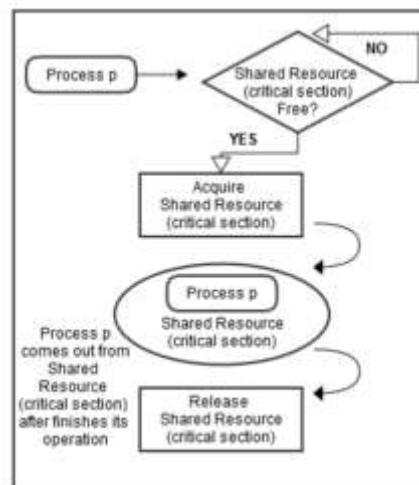 Process p
Shared Resource
(critical section)
Free?
NO
YES
Acquire
Shared Resource
(critical section)
Process p
Shared Resource
(critical section)
Process p
comes out from
Shared
Resource
(critical section)
after finishes its
operation
Release
Shared Resource
(critical section)